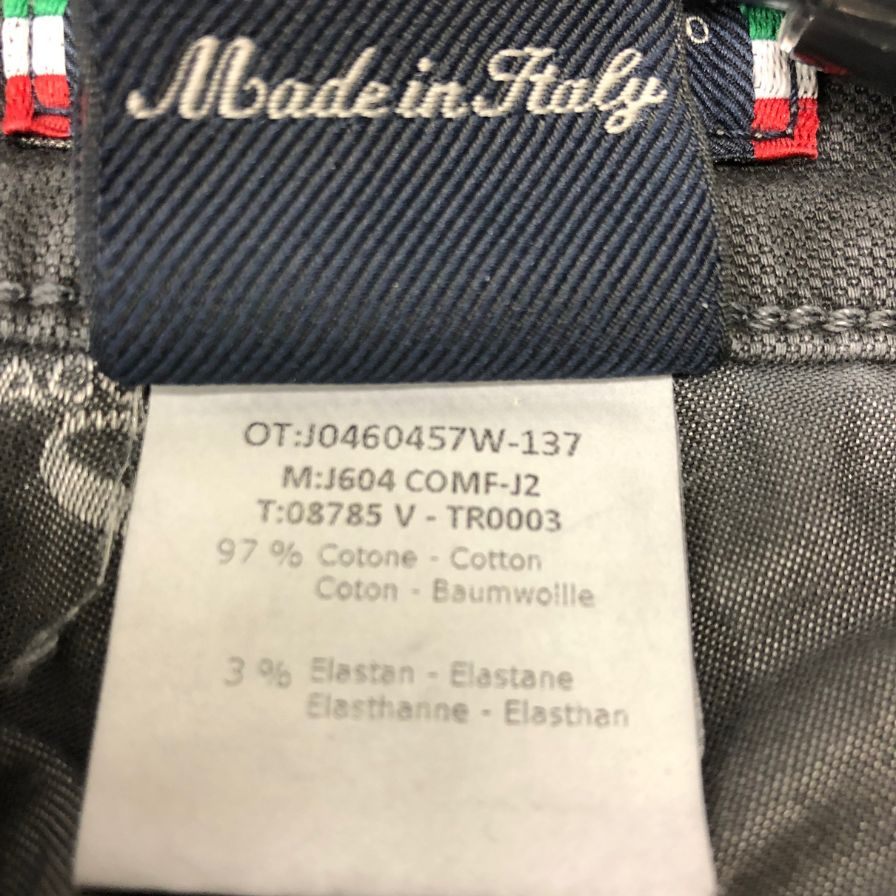 Made in Italy
OT:J0460457W-137
M:J604 COMF-J2
T:08785 V - TR0003
97 % Cotone - Cotton
Coton - Baumwollle
3 % Elastan - Elastane
Elasthanne - Elasthan